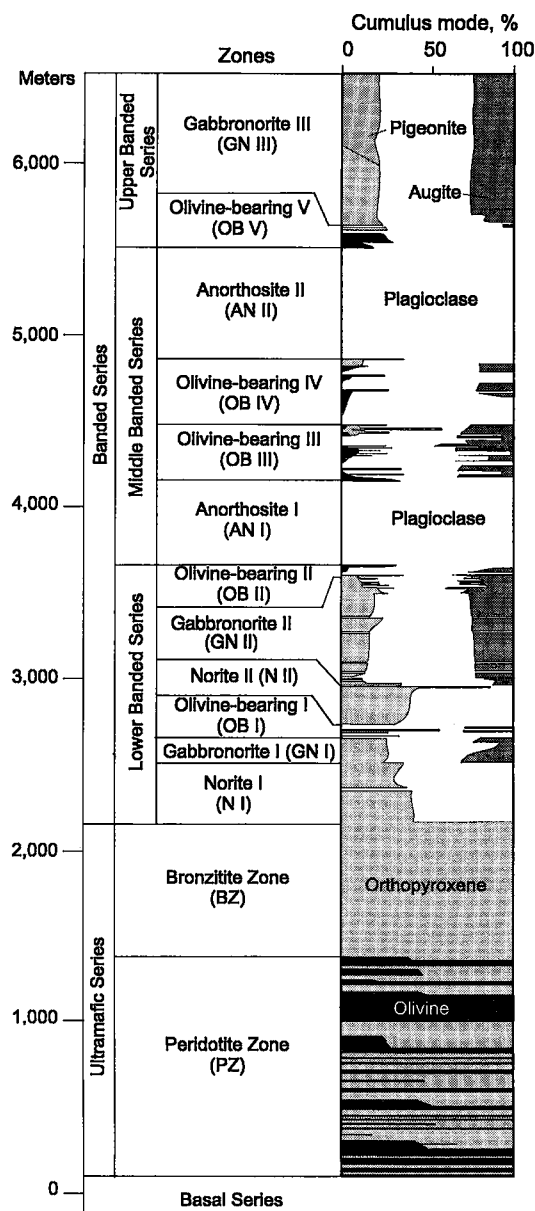 Cumulus mode, %
Zones
0
50
100
Meters
6,000
5,000
4,000
3,000
2,000
1,000
0
Banded Series
Ultramafic Series
Upper Banded
Series
Middle Banded Series
Lower Banded Series
Gabbronorite III
(GN III)
Olivine-bearing V
(OB V)
Anorthosite II
(AN II)
Olivine-bearing IV
(OB IV)
Olivine-bearing III
(OB III)
Anorthosite I
(AN I)
Olivine-bearing II
(OB II)
Gabbronorite II
(GN II)
Norite II (N II)
Olivine-bearing I
(OB I)
Gabbronorite I (GN I)
Norite I
(N I)
Bronzitite Zone
(BZ)
Peridotite Zone
(PZ)
Basal Series
Pigeonite
Augite
Plagioclase
Plagioclase
Orthopyroxene
Olivine